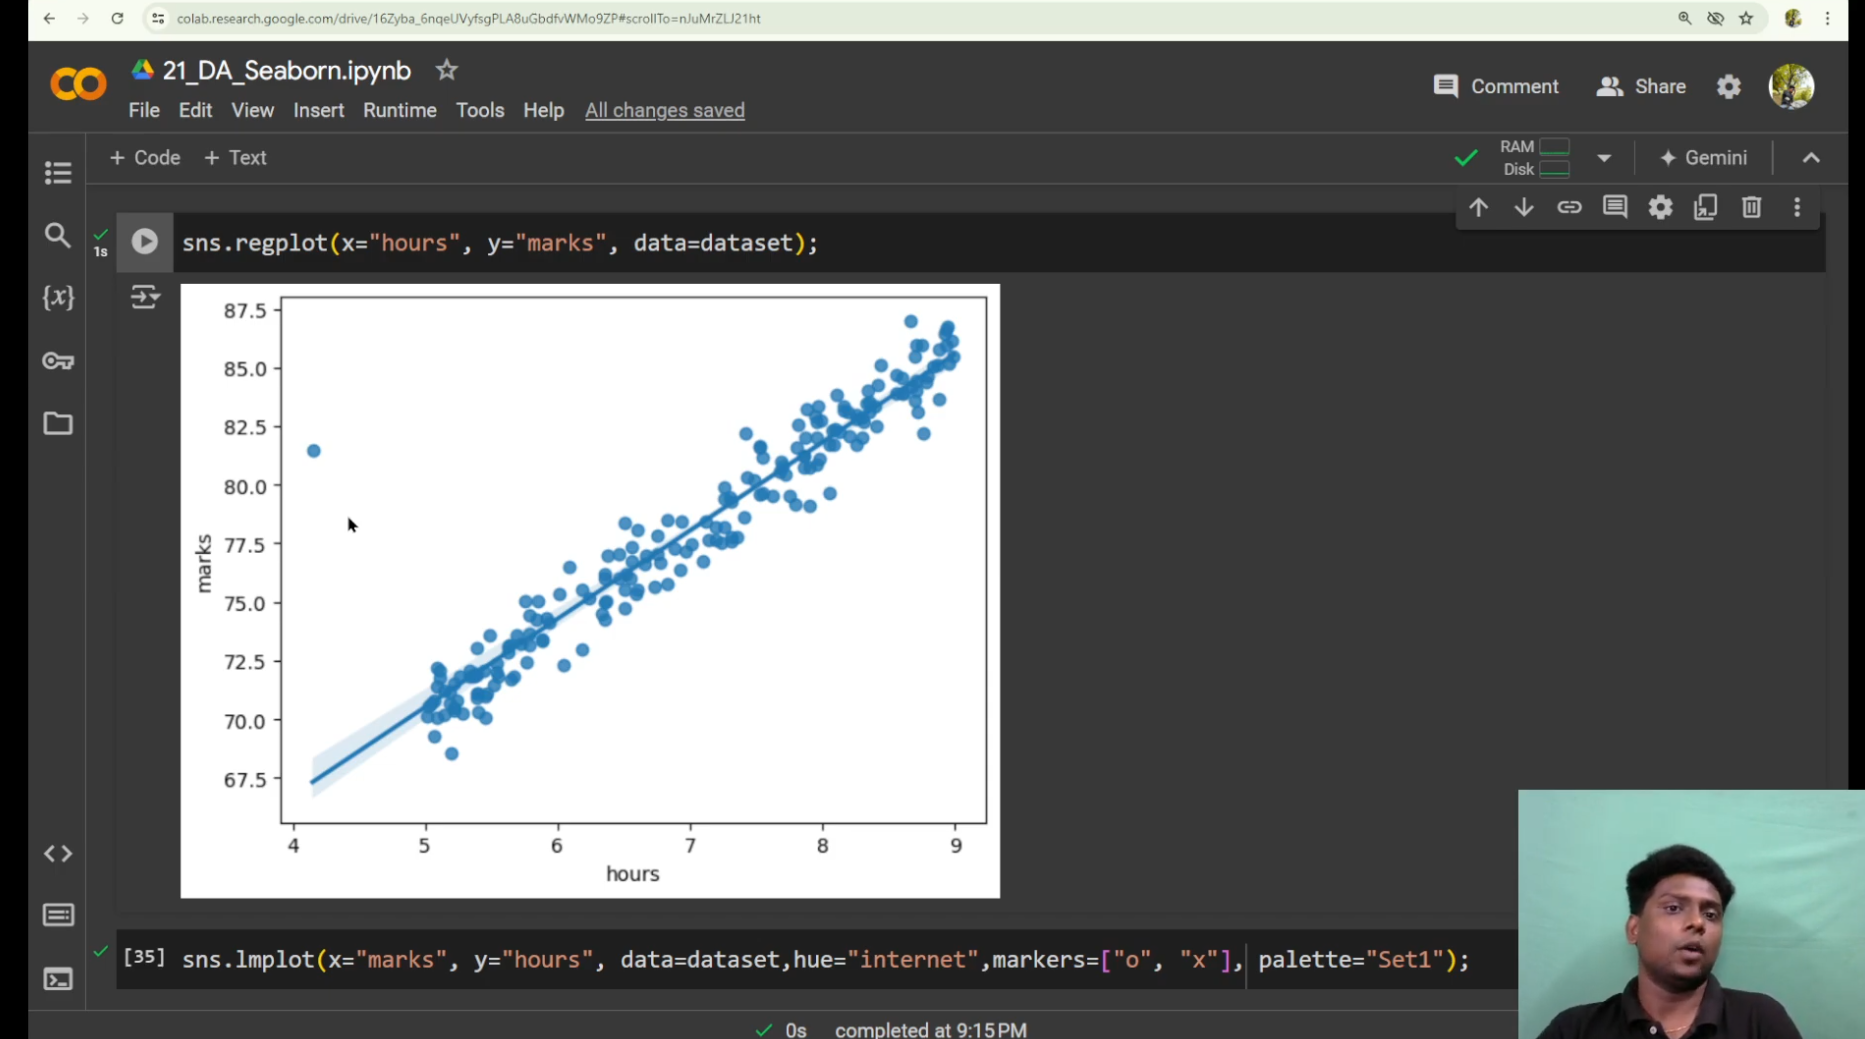 colab.research.google.com/drive/16Zyba_6nqeUVyfsgPLA8uGbdfvWMo9ZP#scrollTo=nJuMrZLJ21ht
21_DA_Seaborn.ipynb
Comment
Share
File Edit View Insert Runtime Tools Help All changes saved
+ Code + Text
RAM
Disk
Gemini
1s
sns.regplot(x="hours", y="marks", data=dataset);
87.5
85.0
82.5
80.0
77.5
75.0
72.5
70.0
67.5
marks
4 5 6 7 8 9
hours
[35] sns.lmplot(x="marks", y="hours", data=dataset,hue="internet",markers=["o", "x"], palette="Set1");
0s completed at 9:15 PM